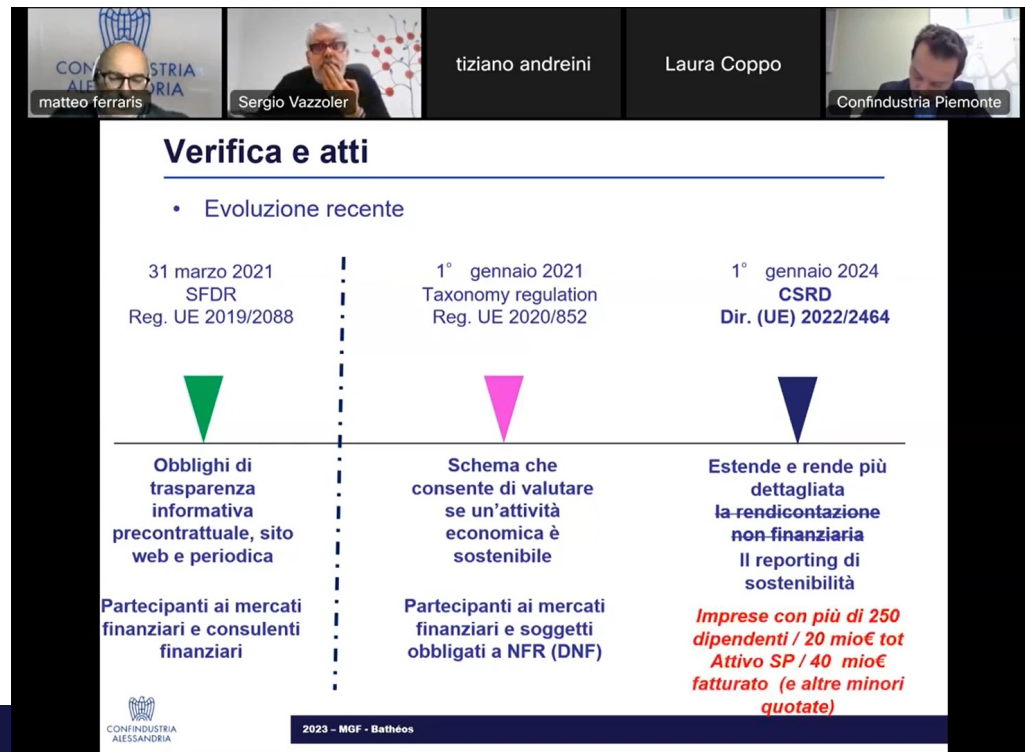 CONFINDUSTRIA
ALESSANDRIA
matteo ferraris
Sergio Vazzoler
tiziano andreini
Laura Coppo
Confindustria Piemonte
Verifica e atti
• Evoluzione recente
31 marzo 2021
SFDR
Reg. UE 2019/2088
1° gennaio 2021
Taxonomy regulation
Reg. UE 2020/852
1° gennaio 2024
CSRD
Dir. (UE) 2022/2464
Obblighi di
trasparenza
informativa
precontrattuale, sito
web e periodica
Partecipanti ai mercati
finanziari e consulenti
finanziari
Schema che
consente di valutare
se un'attività
economica è
sostenibile
Partecipanti ai mercati
finanziari e soggetti
obbligati a NFR (DNF)
Estende e rende più
dettagliata
la rendicontazione
non finanziaria
Il reporting di
sostenibilità
Imprese con più di 250
dipendenti / 20 mio€ tot
Attivo SP / 40 mio€
fatturato (e altre minori
quotate)
CONFINDUSTRIA
ALESSANDRIA
2023 – MGF - Bathéos